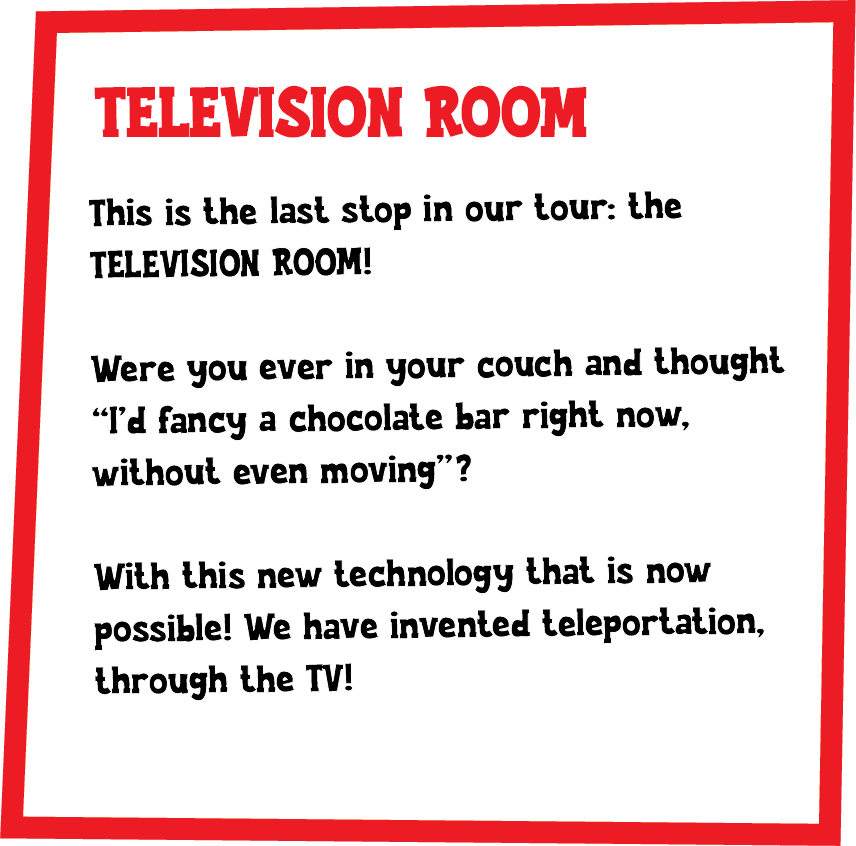 TELEVISION ROOM
This is the last stop in our tour: the
TELEVISION ROOM!
Were you ever in your couch and thought
“I’d fancy a chocolate bar right now,
without even moving”?
With this new technology that is now
possible! We have invented teleportation,
through the TV!